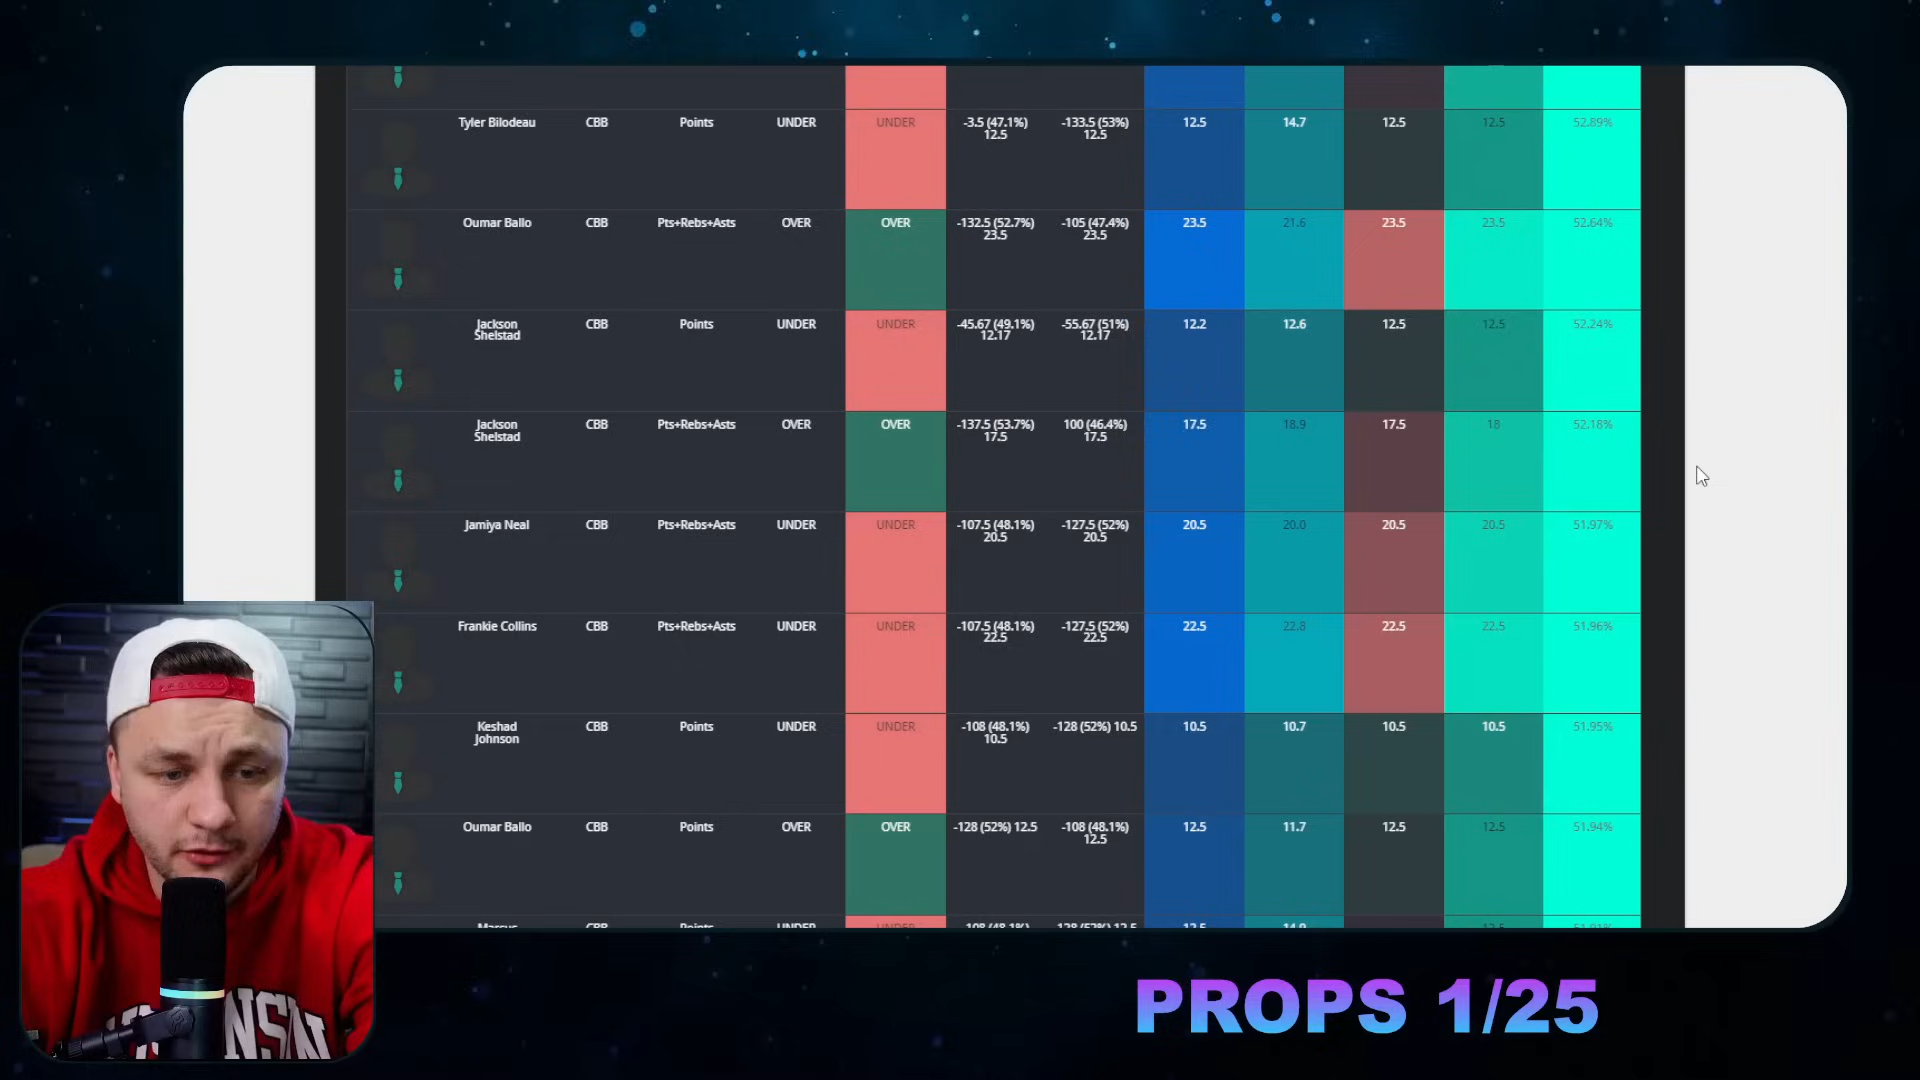 Tyler Bilodeau CBB Points UNDER UNDER -3.5 (47.1%) 12.5 -133.5 (53%) 12.5 12.5 14.7 12.5 12.5 52.89%
Oumar Ballo CBB Pts+Rebs+Asts OVER OVER -132.5 (52.7%) 23.5 -105 (47.4%) 23.5 23.5 21.6 23.5 23.5 52.64%
Jackson Shelstad CBB Points UNDER UNDER -45.67 (49.1%) 12.17 -55.67 (51%) 12.17 12.2 12.6 12.5 12.5 52.24%
Jackson Shelstad CBB Pts+Rebs+Asts OVER OVER -137.5 (53.7%) 17.5 100 (46.4%) 17.5 17.5 18.9 17.5 18 52.18%
Jamiya Neal CBB Pts+Rebs+Asts UNDER UNDER -107.5 (48.1%) 20.5 -127.5 (52%) 20.5 20.5 20.0 20.5 20.5 51.97%
Frankie Collins CBB Pts+Rebs+Asts UNDER UNDER -107.5 (48.1%) 22.5 -127.5 (52%) 22.5 22.5 22.8 22.5 22.5 51.96%
Keshad Johnson CBB Points UNDER UNDER -108 (48.1%) 10.5 -128 (52%) 10.5 10.5 10.7 10.5 10.5 51.95%
Oumar Ballo CBB Points OVER OVER -128 (52%) 12.5 -108 (48.1%) 12.5 12.5 11.7 12.5 12.5 51.94%
Marcus CBB Points UNDER UNDER
PROPS 1/25